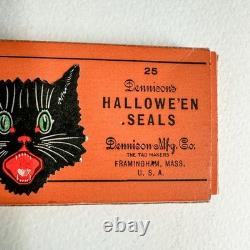 25
Dennison's
HALLOWE'EN
.SEALS
Dennison Mfg. Co.
THE TAG MAKERS
FRAMINGHAM, MASS.
U. S. A.